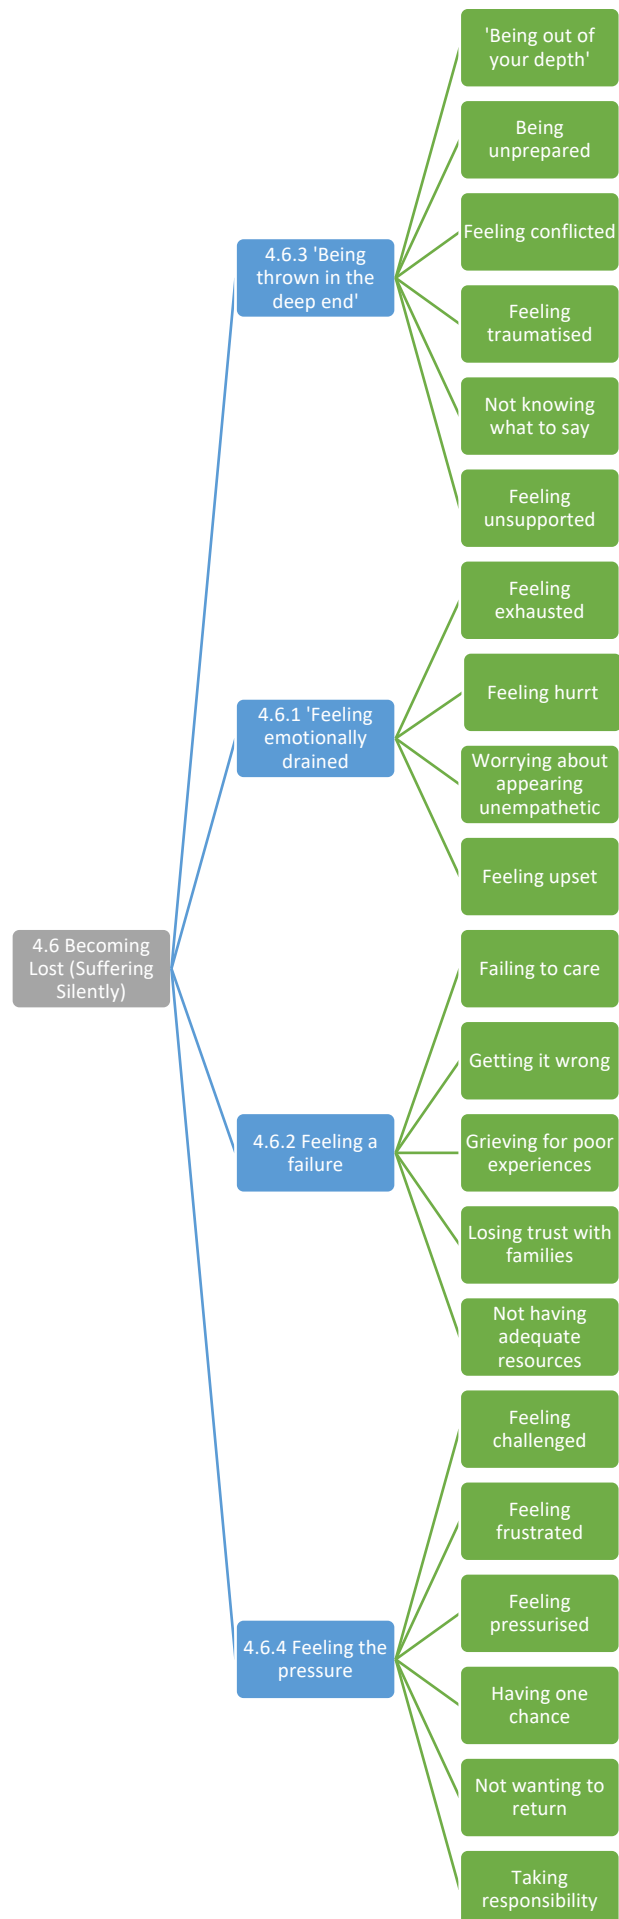 'Being out of
your depth'
Being
unprepared
4.6.3 'Being
thrown in the
deep end'
Feeling conflicted
Feeling
traumatised
Not knowing
what to say
Feeling
unsupported
Feeling
exhausted
Feeling hurrt
4.6.1 'Feeling
emotionally
drained
Worrying about
appearing
unempathetic
Feeling upset
4.6 Becoming
Lost (Suffering
Silently)
Failing to care
Getting it wrong
4.6.2 Feeling a
failure
Grieving for poor
experiences
Losing trust with
families
Not having
adequate
resources
Feeling
challenged
Feeling
frustrated
Feeling
pressurised
4.6.4 Feeling the
pressure
Having one
chance
Not wanting to
return
Taking
responsibility